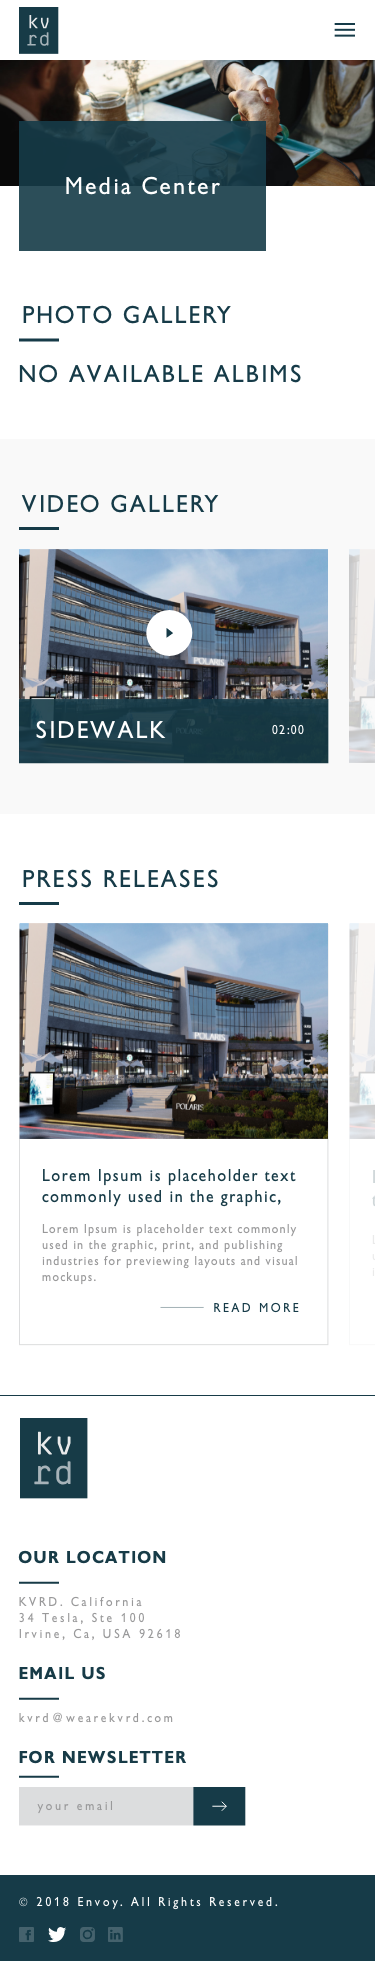 kv
rd
Media Center
PHOTO GALLERY
NO AVAILABLE ALBIMS
VIDEO GALLERY
POLARIS
SIDEWALK
02:00
PRESS RELEASES
POLARIS
POLARIS
Lorem Ipsum is placeholder text
commonly used in the graphic,
Lorem Ipsum is placeholder text commonly
used in the graphic, print, and publishing
industries for previewing layouts and visual
mockups.
READ MORE
kv
rd
OUR LOCATION
KVRD. California
34 Tesla, Ste 100
Irvine, Ca, USA 92618
EMAIL US
kvrd@wearekvrd.com
FOR NEWSLETTER
your email
© 2018 Envoy. All Rights Reserved.